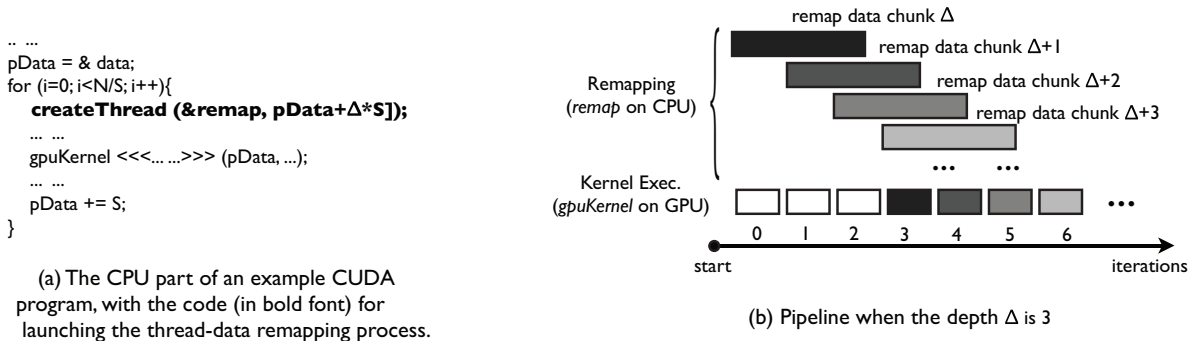 .. ...
pData = & data;
for (i=0; i<N/S; i++){
createThread (&remap, pData+Δ*S]);
... ...
gpuKernel <<<... ...>>> (pData, ...);
... ...
pData += S;
}
(a) The CPU part of an example CUDA
program, with the code (in bold font) for
launching the thread-data remapping process.
remap data chunk Δ
remap data chunk Δ+1
remap data chunk Δ+2
remap data chunk Δ+3
Remapping
(remap on CPU)
... ...
Kernel Exec.
(gpuKernel on GPU)
...
0 1 2 3 4 5 6
start
iterations
(b) Pipeline when the depth Δ is 3